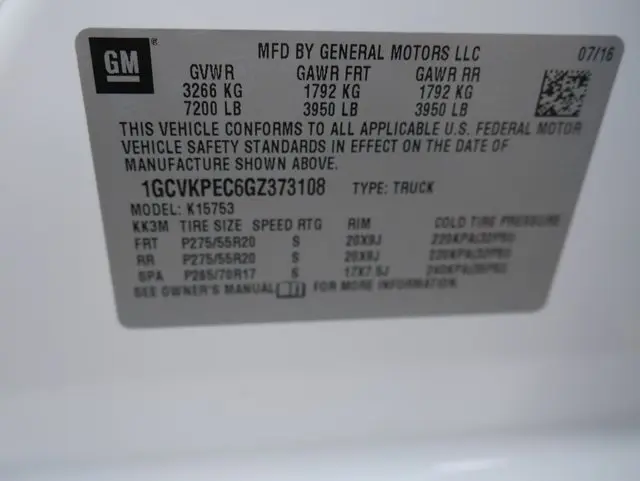 GM ®
MFD BY GENERAL MOTORS LLC 07/16
GVWR GAWR FRT GAWR RR
3266 KG 1792 KG 1792 KG
7200 LB 3950 LB 3950 LB
THIS VEHICLE CONFORMS TO ALL APPLICABLE U.S. FEDERAL MOTOR
VEHICLE SAFETY STANDARDS IN EFFECT ON THE DATE OF
MANUFACTURE SHOWN ABOVE.
1GCVKPEC6GZ373108 TYPE: TRUCK
MODEL: K15753
KK3M TIRE SIZE SPEED RTG RIM COLD TIRE PRESSURE
FRT P275/55R20 S 20X9J
RR P275/55R20 S 20X9J
SPA P265/70R17 S 17X7.5J
SEE OWNER'S MANUAL FOR MORE INFORMATION.